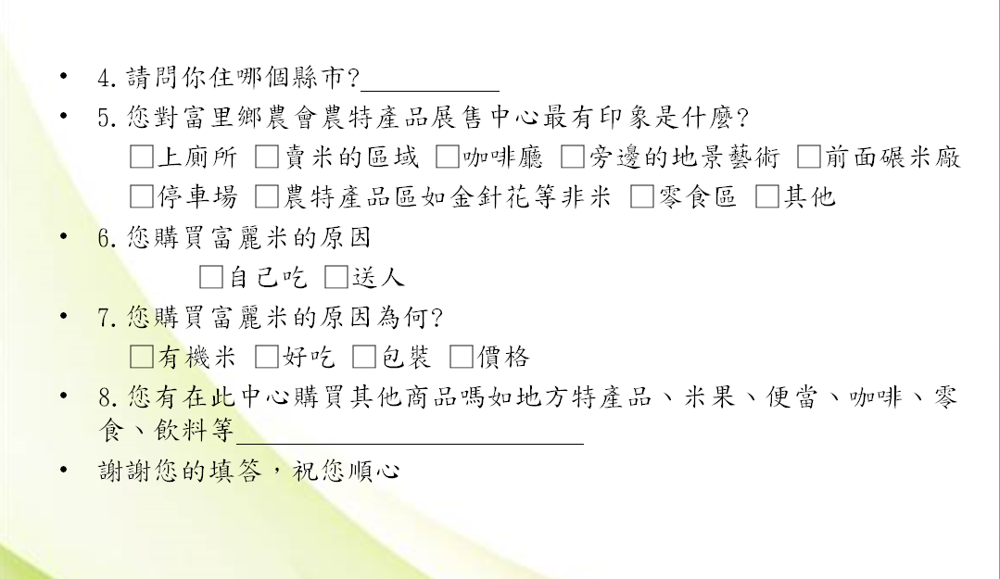 • 4.請問你住哪個縣市?__________
• 5.您對富里鄉農會農特產品展售中心最有印象是什麼?
□上廁所 □賣米的區域 □咖啡廳 □旁邊的地景藝術 □前面碾米廠
□停車場 □農特產品區如金針花等非米 □零食區 □其他
• 6.您購買富麗米的原因
□自己吃 □送人
• 7.您購買富麗米的原因為何?
□有機米 □好吃 □包裝 □價格
• 8.您有在此中心購買其他商品嗎如地方特產品、米果、便當、咖啡、零
食、飲料等_________________________
• 謝謝您的填答，祝您順心